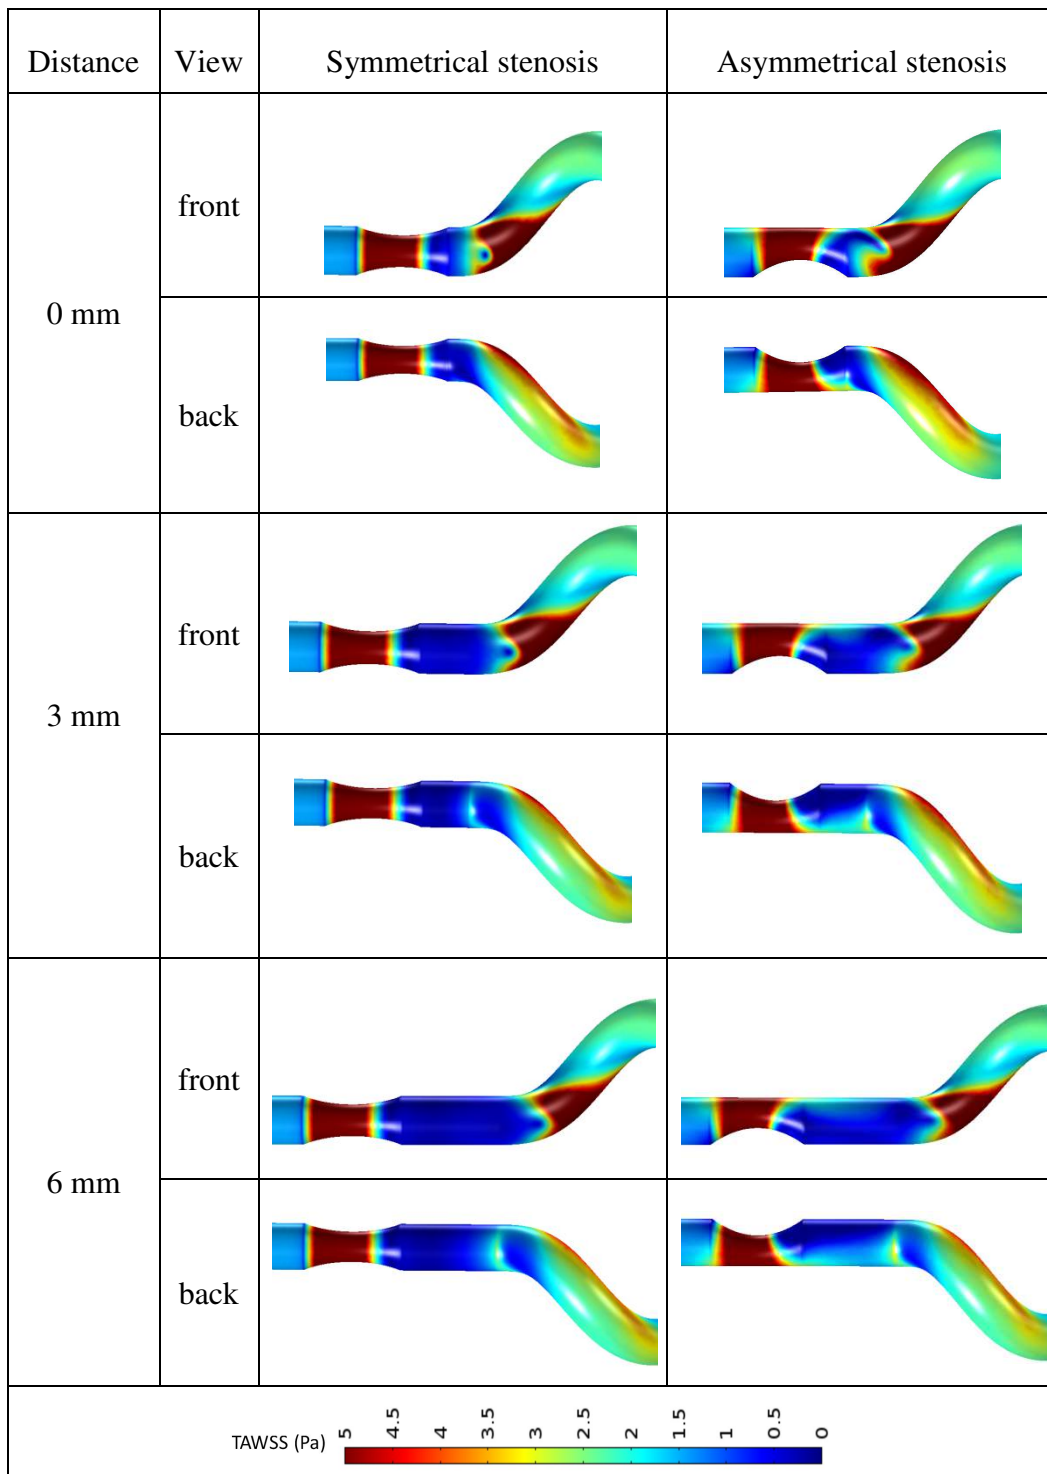 Distance View Symmetrical stenosis Asymmetrical stenosis
0 mm
front
back
3 mm
front
back
6 mm
front
back
TAWSS (Pa) 5 4.5 4 3.5 3 2.5 2 1.5 1 0.5 0